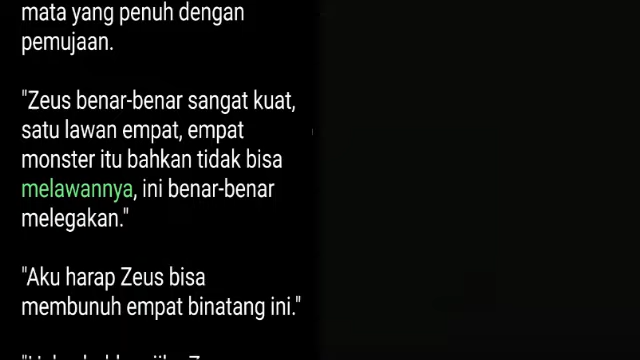 mata yang penuh dengan
pemujaan.
"Zeus benar-benar sangat kuat,
satu lawan empat, empat
monster itu bahkan tidak bisa
melawannya, ini benar-benar
melegakan."
"Aku harap Zeus bisa
membunuh empat binatang ini."